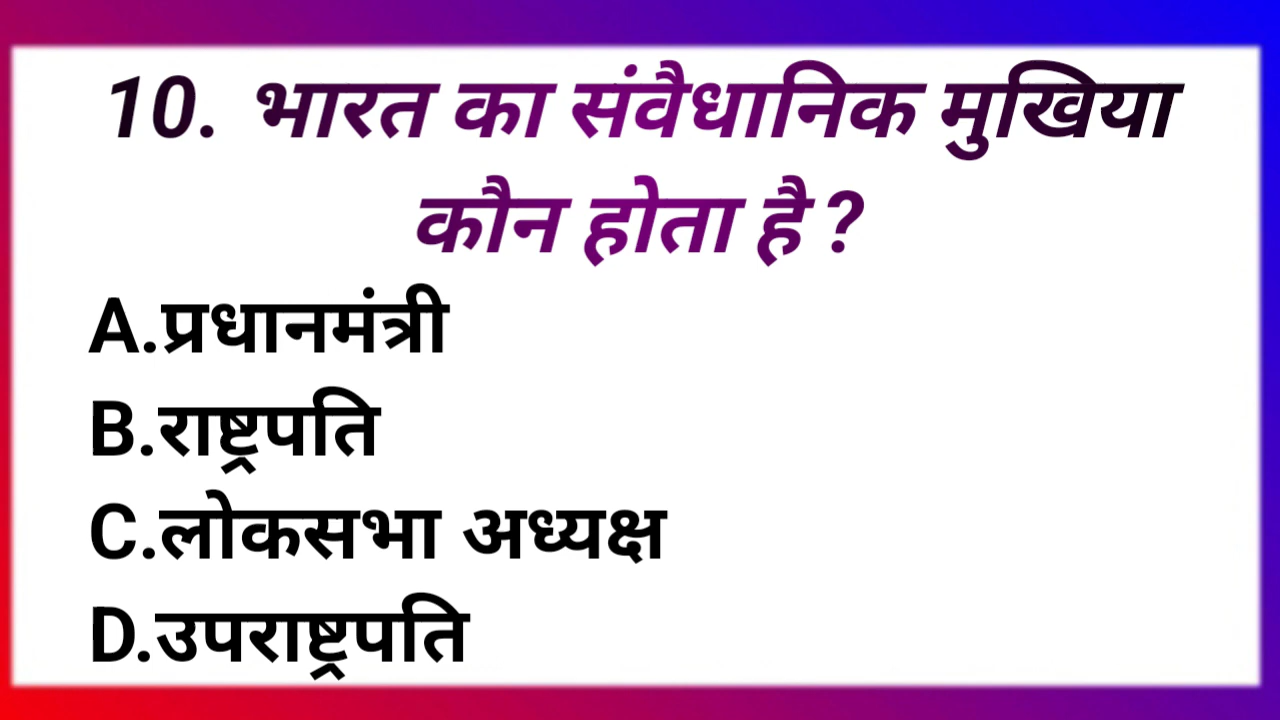 10. भारत का संवैधानिक मुखिया
कौन होता है ?
A.प्रधानमंत्री
B.राष्ट्रपति
C.लोकसभा अध्यक्ष
D.उपराष्ट्रपति